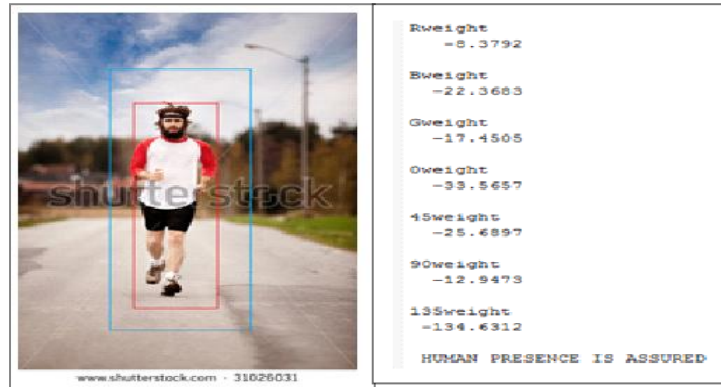 shutterstock
www.shutterstock.com · 31026031
Rweight
-8.3792
Bweight
-22.3683
Gweight
-17.4505
0weight
-33.5657
45weight
-25.6897
90weight
-12.9473
135weight
-134.6312
HUMAN PRESENCE IS ASSURED